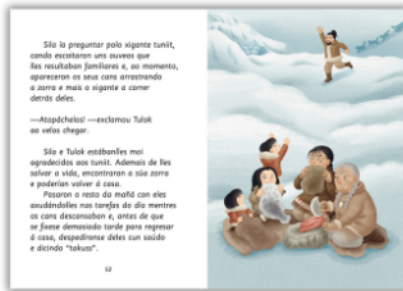 Sila ía preguntar polo xigante tuniit,
cando escoitaron uns ouveos que
lles resultaban familiares e, ao momento,
apareceron os seus cans arrastrando
a zorra e mais o xigante a correr
detrás deles.
—Atopáchelos! —exclamou Tulok
ao velos chegar.
Sila e Tulok estábanlles moi
agradecidos aos tuniit. Ademais de lles
salvar a vida, encontraran a súa zorra
e poderían volver á casa.
Pasaron o resto da mañá con eles
axudándolles nas tarefas do día mentres
os cans descansaban e, antes de que
se fixese demasiado tarde para regresar
á casa, despedíronse deles cun saúdo
e dicindo "takuss".
52